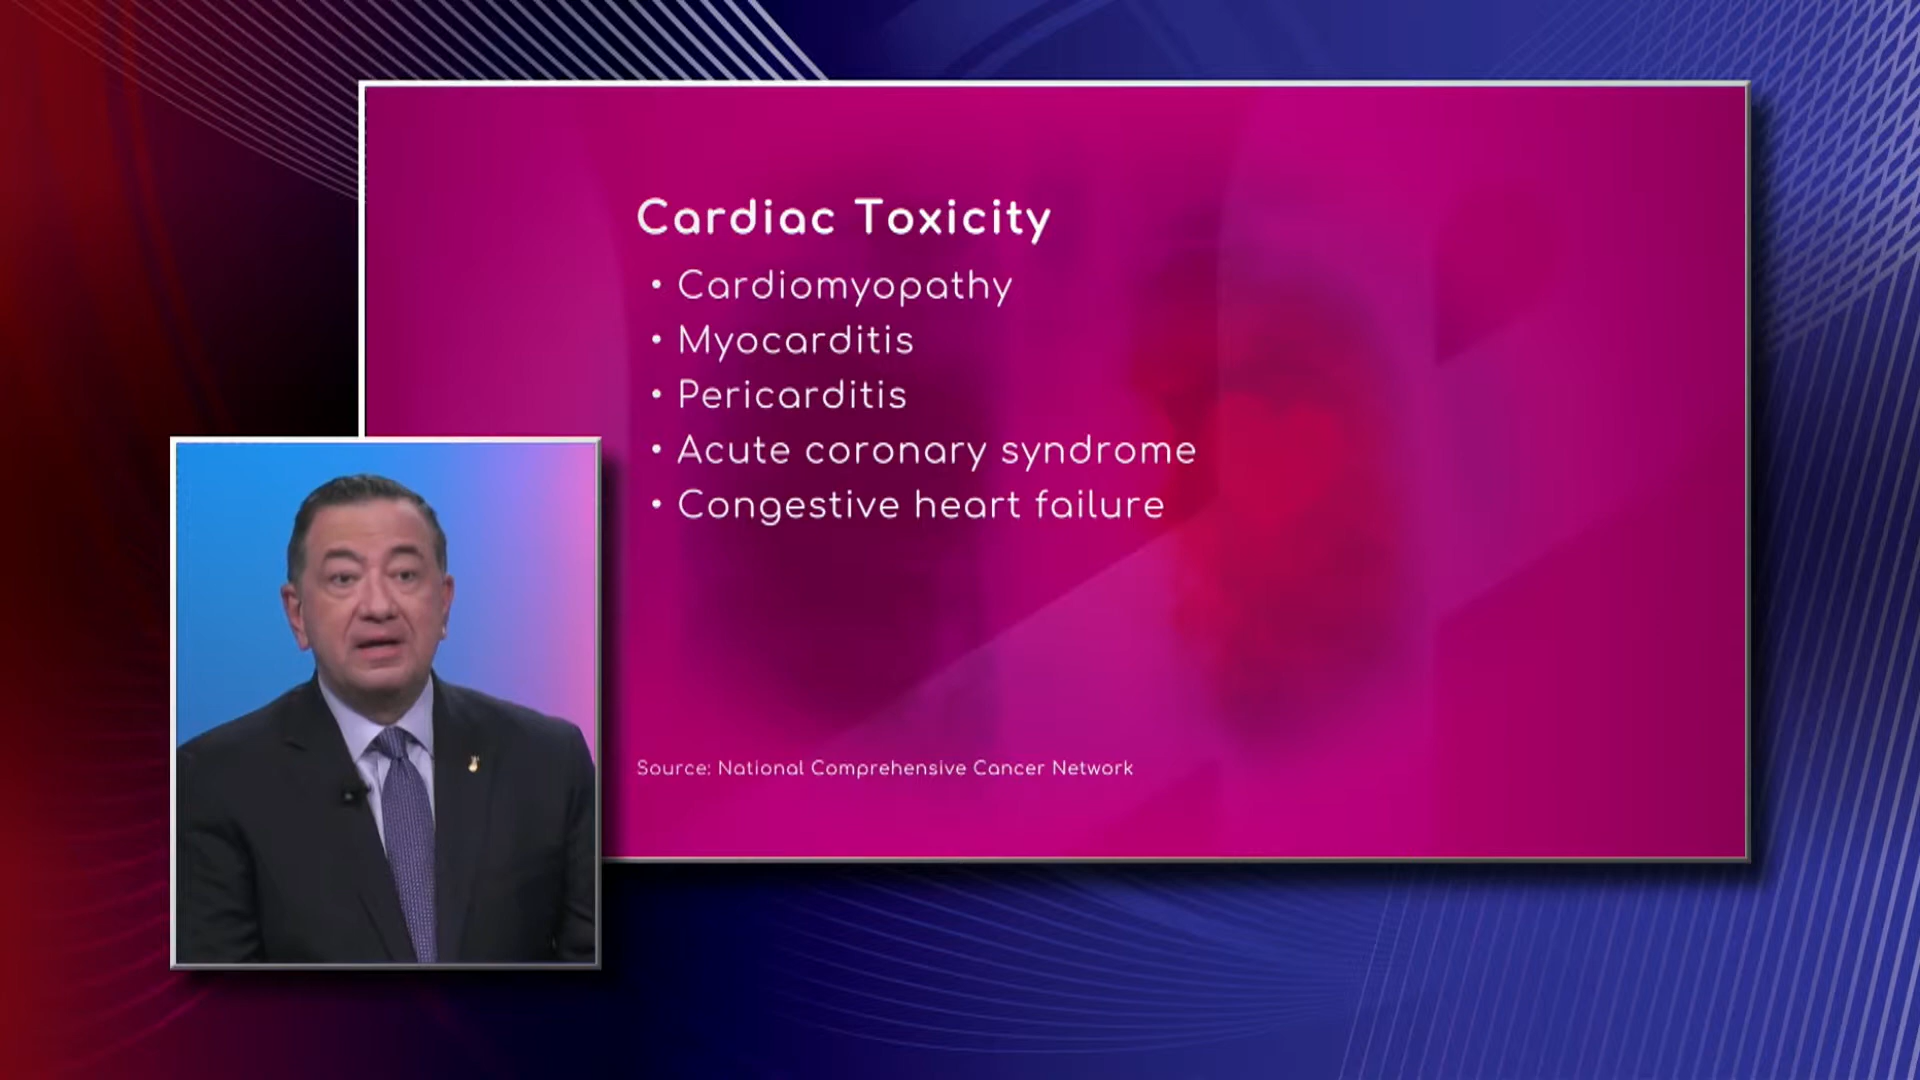 Cardiac Toxicity
• Cardiomyopathy
• Myocarditis
• Pericarditis
• Acute coronary syndrome
• Congestive heart failure
Source: National Comprehensive Cancer Network